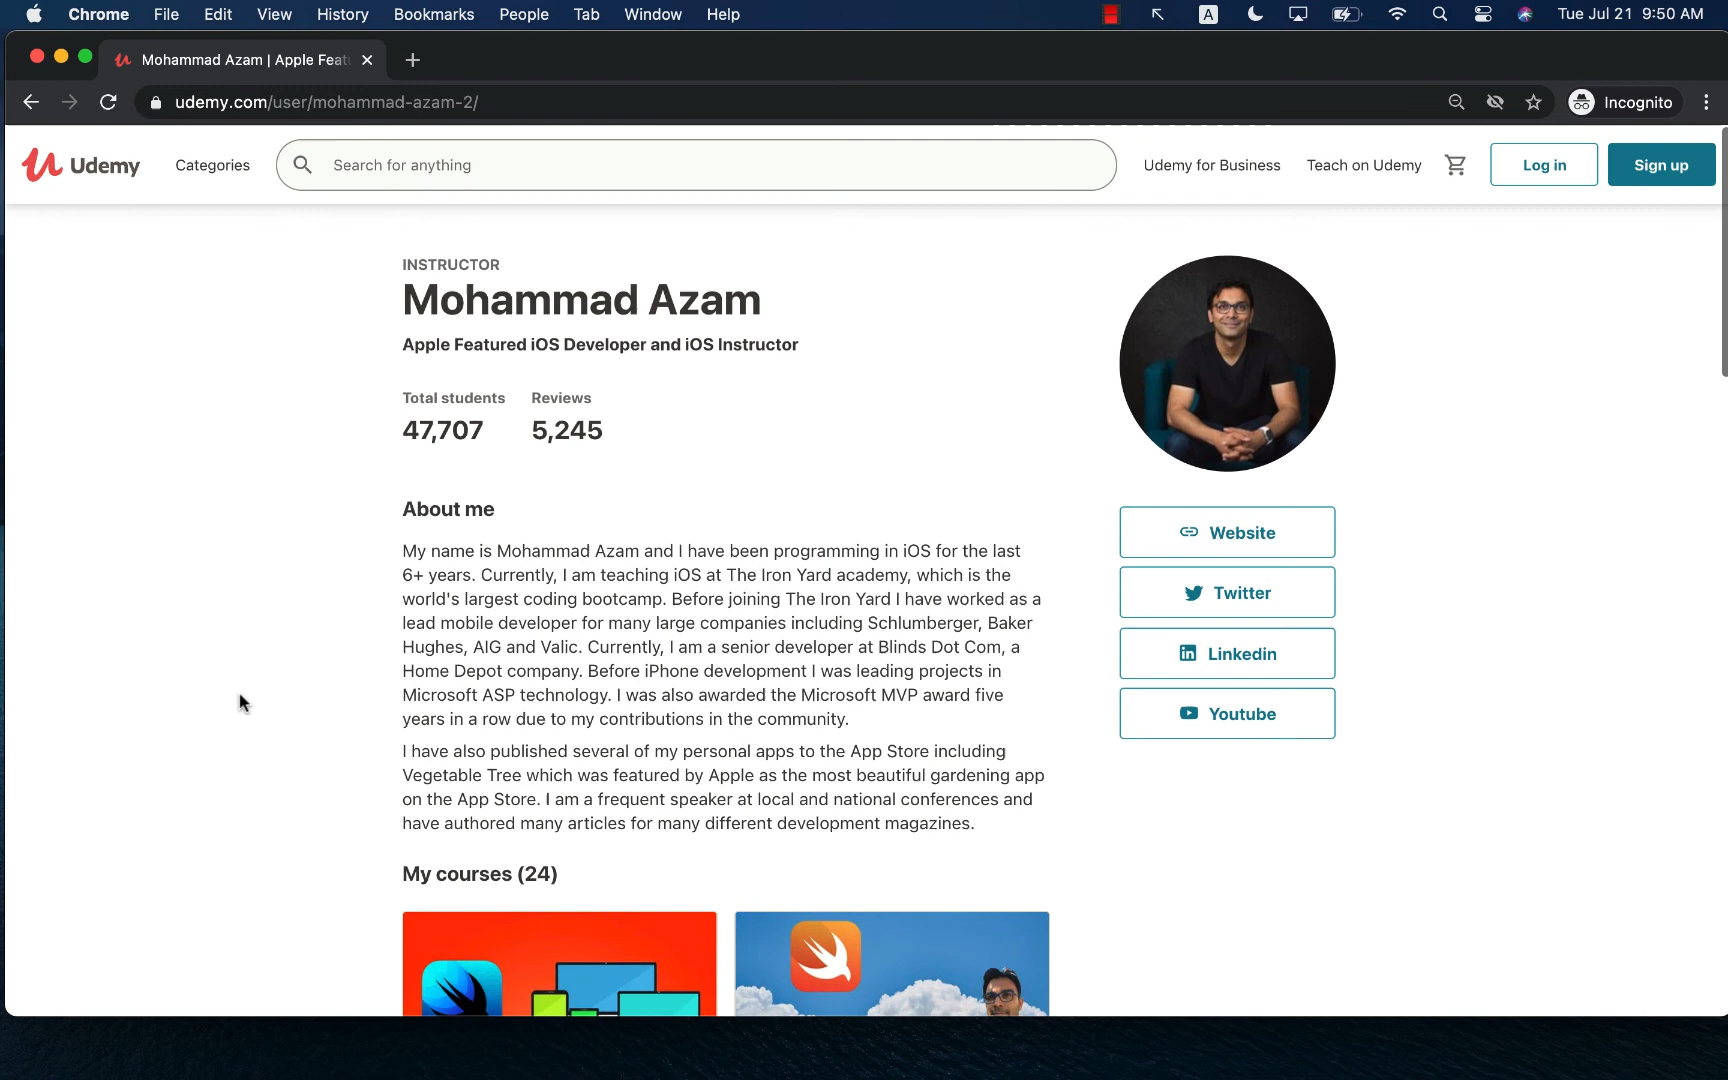 Chrome File Edit View History Bookmarks People Tab Window Help A Tue Jul 21 9:50 AM
Mohammad Azam | Apple Feat
udemy.com/user/mohammad-azam-2/ Incognito
Udemy Categories Search for anything Udemy for Business Teach on Udemy Log in Sign up
INSTRUCTOR
Mohammad Azam
Apple Featured iOS Developer and iOS Instructor
Total students Reviews
47,707 5,245
About me
My name is Mohammad Azam and I have been programming in iOS for the last
6+ years. Currently, I am teaching iOS at The Iron Yard academy, which is the
world's largest coding bootcamp. Before joining The Iron Yard I have worked as a
lead mobile developer for many large companies including Schlumberger, Baker
Hughes, AIG and Valic. Currently, I am a senior developer at Blinds Dot Com, a
Home Depot company. Before iPhone development I was leading projects in
Microsoft ASP technology. I was also awarded the Microsoft MVP award five
years in a row due to my contributions in the community.
I have also published several of my personal apps to the App Store including
Vegetable Tree which was featured by Apple as the most beautiful gardening app
on the App Store. I am a frequent speaker at local and national conferences and
have authored many articles for many different development magazines.
Website
Twitter
Linkedin
Youtube
My courses (24)